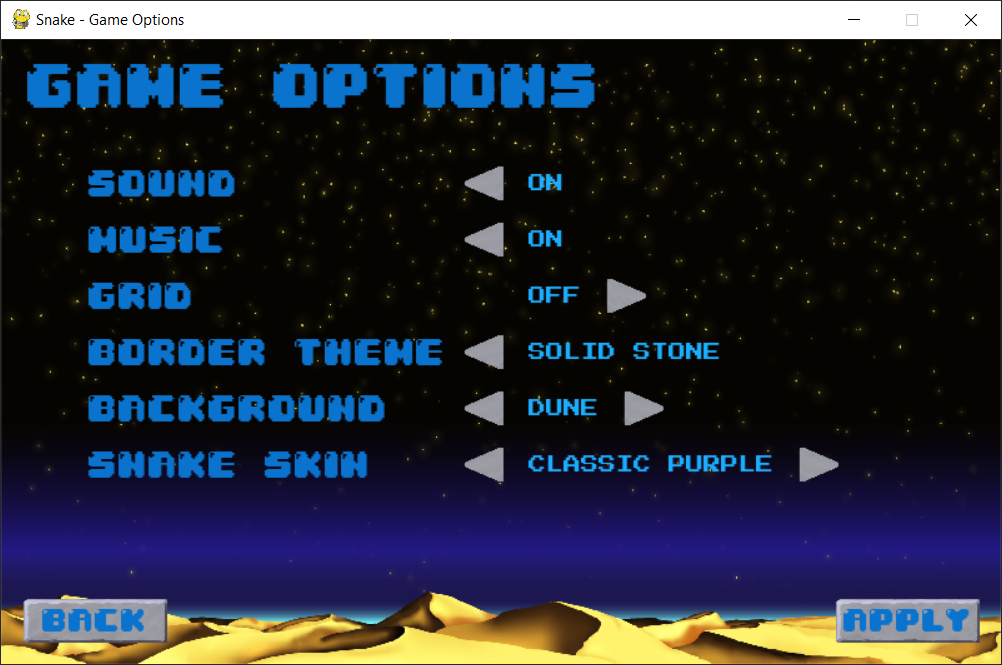 Snake - Game Options
GAME OPTIONS
SOUND ON
MUSIC ON
GRID OFF
BORDER THEME SOLID STONE
BACKGROUND DUNE
SNAKE SKIN CLASSIC PURPLE
BACK APPLY